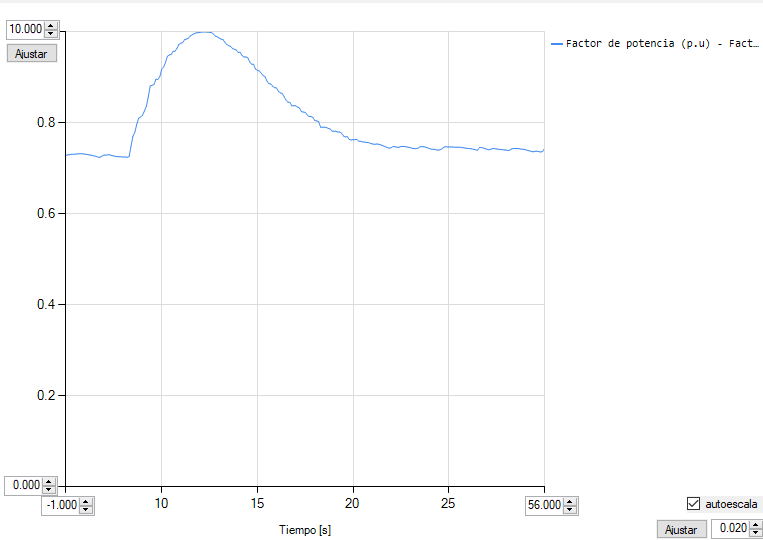 10.000
Ajustar
Factor de potencia (p.u) - Fact...
0.8
0.6
0.4
0.2
0.000
-1.000
10
15
20
25
56.000
Tiempo [s]
autoescala
Ajustar
0.020